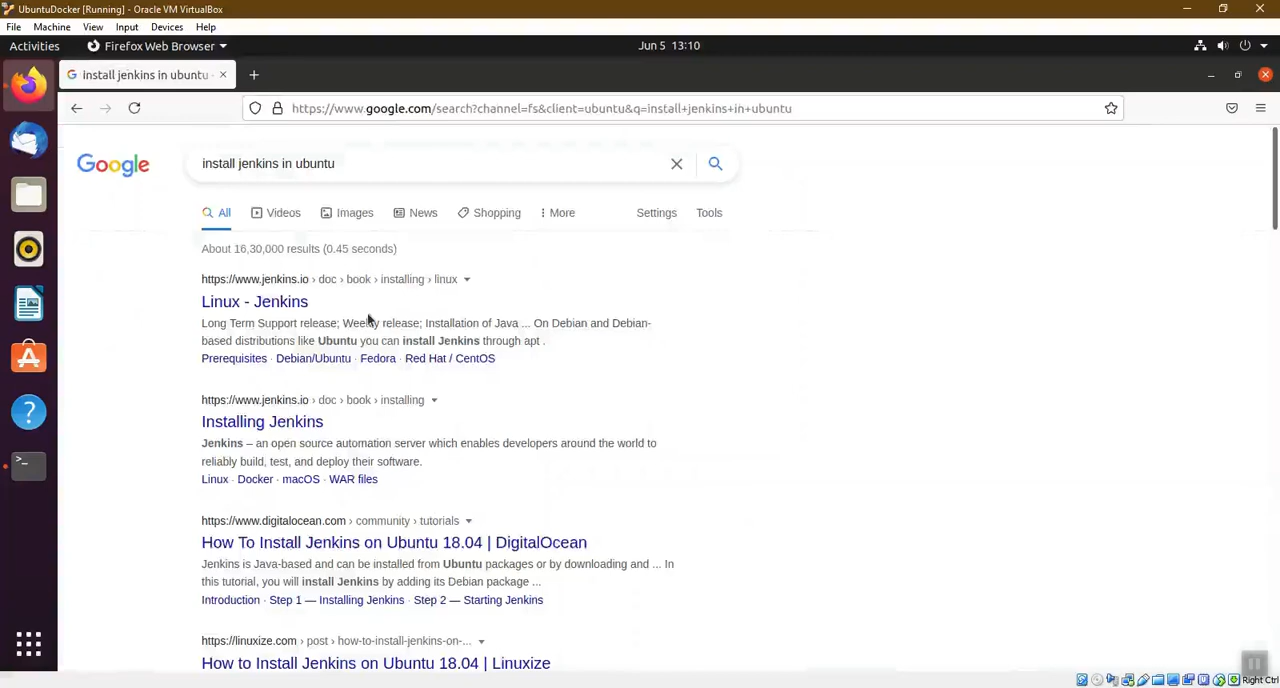 UbuntuDocker [Running] - Oracle VM VirtualBox
File Machine View Input Devices Help
Activities Firefox Web Browser Jun 5 13:10
install jenkins in ubuntu -
https://www.google.com/search?channel=fs&client=ubuntu&q=install+jenkins+in+ubuntu
Google install jenkins in ubuntu
All Videos Images News Shopping More Settings Tools
About 16,30,000 results (0.45 seconds)
https://www.jenkins.io › doc › book › installing › linux
Linux - Jenkins
Long Term Support release; Weekly release; Installation of Java ... On Debian and Debian-
based distributions like Ubuntu you can install Jenkins through apt .
Prerequisites · Debian/Ubuntu · Fedora · Red Hat / CentOS
https://www.jenkins.io › doc › book › installing
Installing Jenkins
Jenkins – an open source automation server which enables developers around the world to
reliably build, test, and deploy their software.
Linux · Docker · macOS · WAR files
https://www.digitalocean.com › community › tutorials
How To Install Jenkins on Ubuntu 18.04 | DigitalOcean
Jenkins is Java-based and can be installed from Ubuntu packages or by downloading and ... In
this tutorial, you will install Jenkins by adding its Debian package ...
Introduction · Step 1 — Installing Jenkins · Step 2 — Starting Jenkins
https://linuxize.com › post › how-to-install-jenkins-on-...
How to Install Jenkins on Ubuntu 18.04 | Linuxize
Right Ctrl